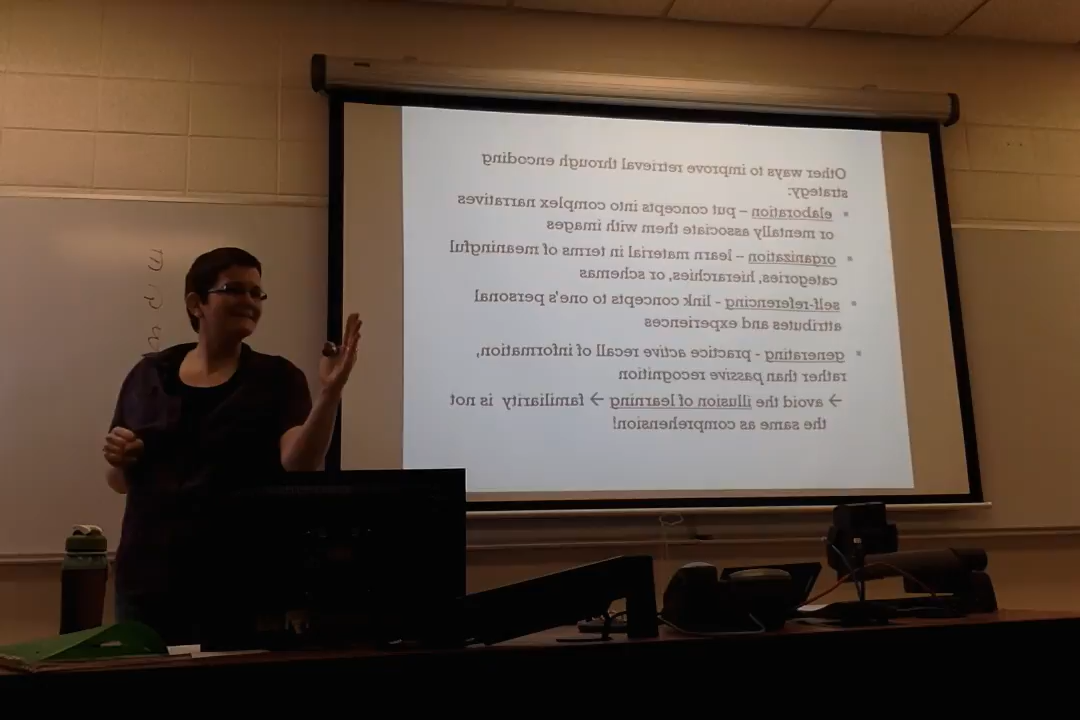 Other ways to improve retrieval through encoding
strategy:
▪ elaboration – put concepts into complex narratives
or mentally associate them with images
▪ organization – learn material in terms of meaningful
categories, hierarchies, or schemas
▪ self-referencing - link concepts to one's personal
attributes and experiences
▪ generating - practice active recall of information,
rather than passive recognition
→ avoid the illusion of learning → familiarity is not
the same as comprehension!